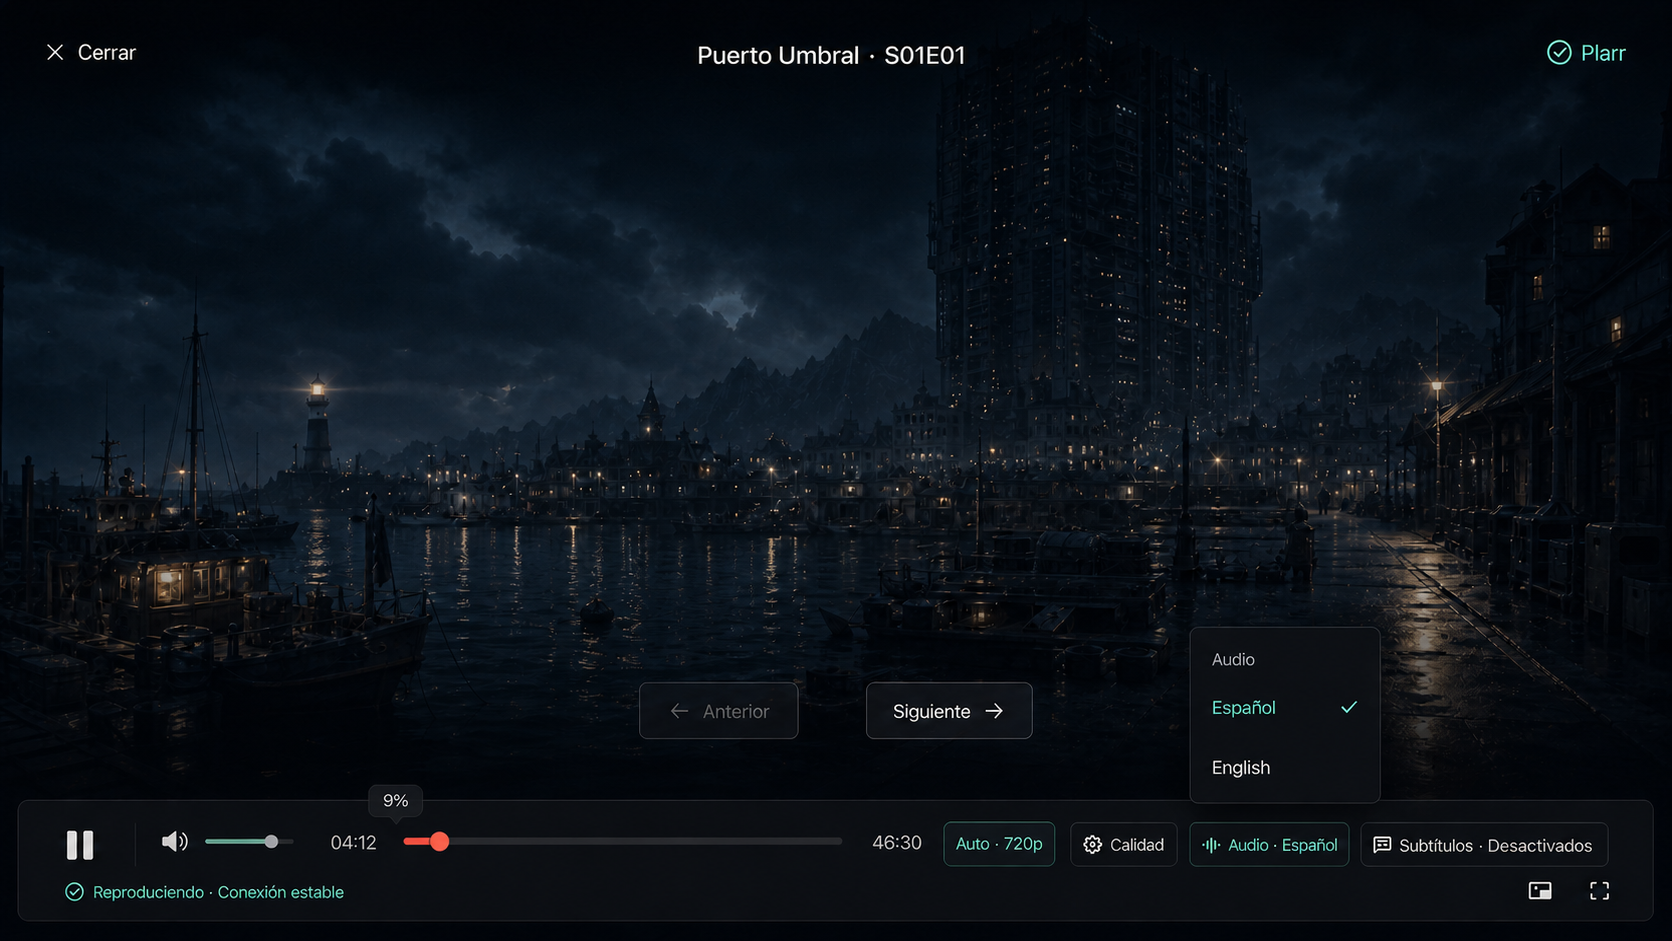 Cerrar
Puerto Umbral · S01E01
Plarr
Anterior
Siguiente
Audio
Español
English
9%
04:12
46:30
Auto · 720p
Calidad
Audio · Español
Subtítulos · Desactivados
Reproduciendo · Conexión estable